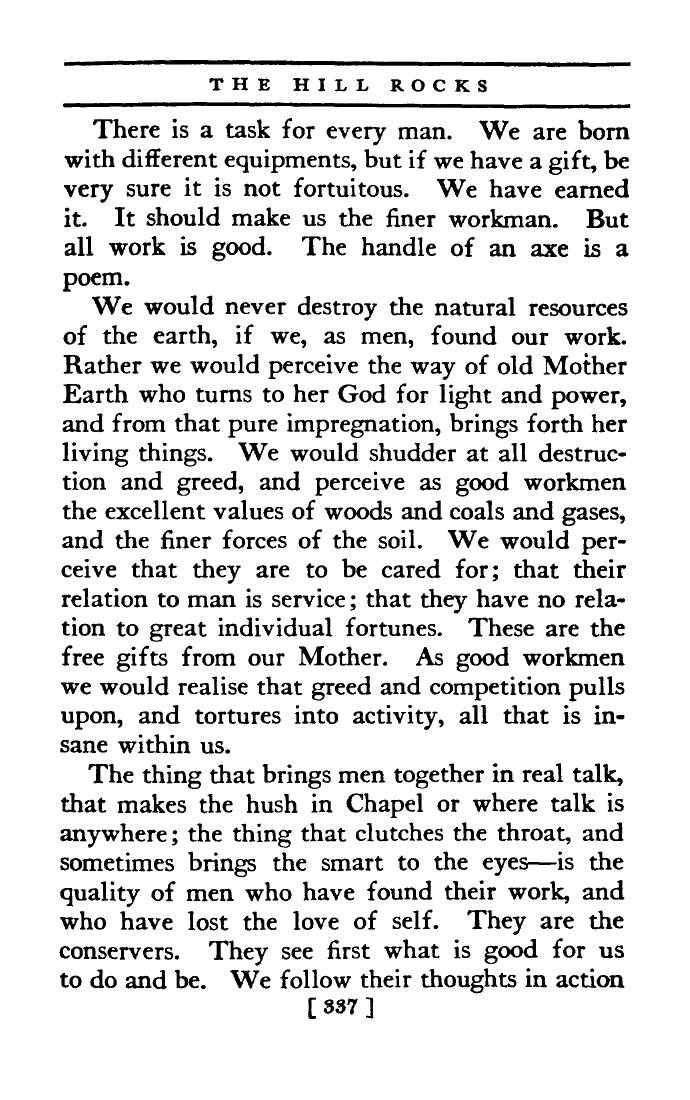 THE HILL ROCKS
There is a task for every man. We are born
with different equipments, but if we have a gift, be
very sure it is not fortuitous. We have earned
it. It should make us the finer workman. But
all work is good. The handle of an axe is a
poem.
We would never destroy the natural resources
of the earth, if we, as men, found our work.
Rather we would perceive the way of old Mother
Earth who turns to her God for light and power,
and from that pure impregnation, brings forth her
living things. We would shudder at all destruc-
tion and greed, and perceive as good workmen
the excellent values of woods and coals and gases,
and the finer forces of the soil. We would per-
ceive that they are to be cared for; that their
relation to man is service; that they have no rela-
tion to great individual fortunes. These are the
free gifts from our Mother. As good workmen
we would realise that greed and competition pulls
upon, and tortures into activity, all that is in-
sane within us.
The thing that brings men together in real talk,
that makes the hush in Chapel or where talk is
anywhere; the thing that clutches the throat, and
sometimes brings the smart to the eyes—is the
quality of men who have found their work, and
who have lost the love of self. They are the
conservers. They see first what is good for us
to do and be. We follow their thoughts in action
[ 337 ]